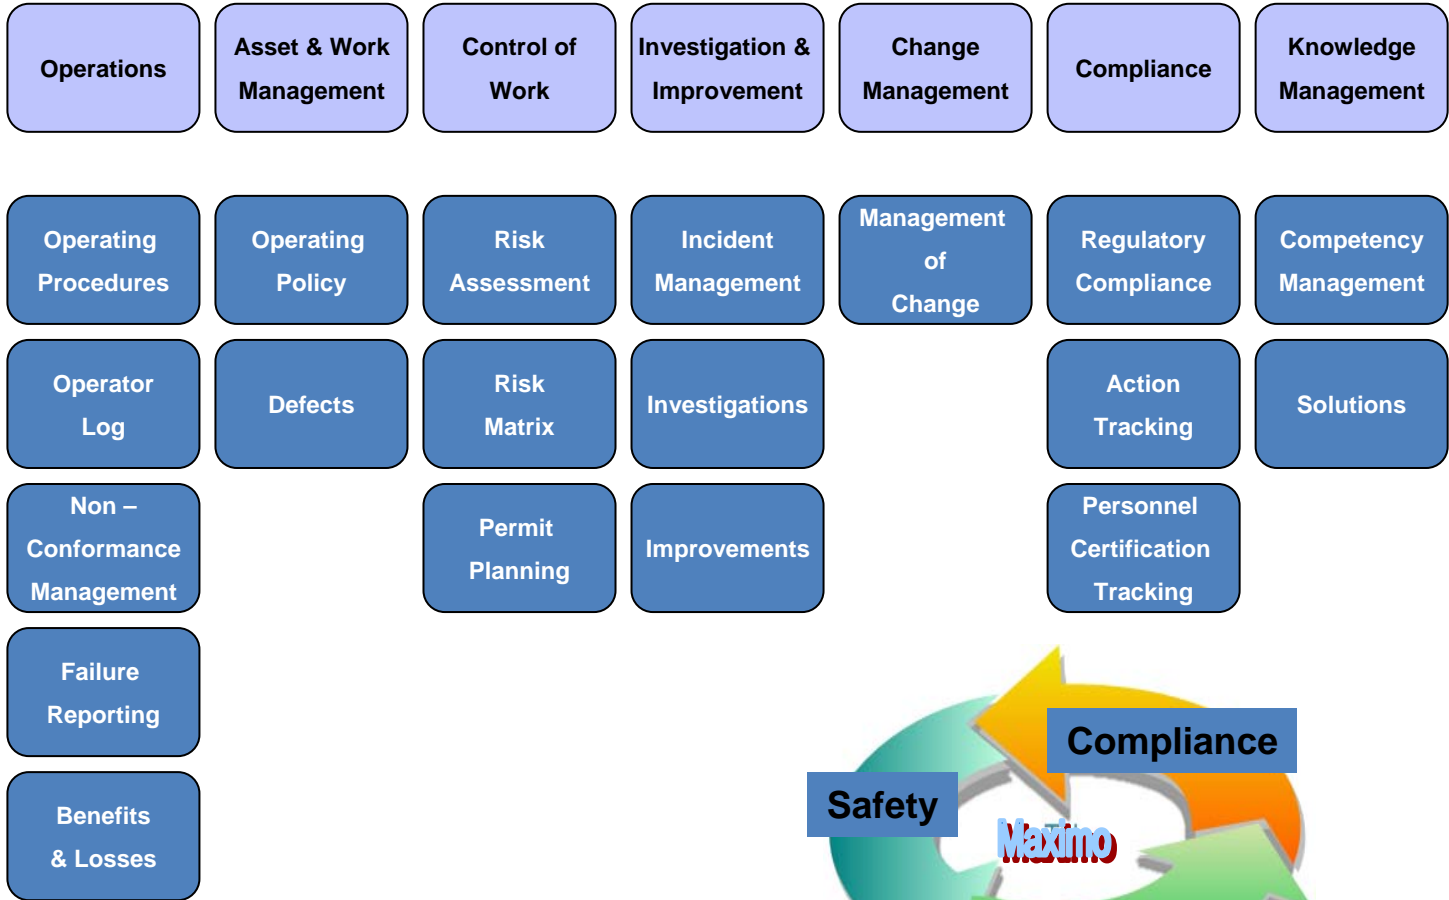 Operations
Asset & Work
Management
Control of
Work
Investigation &
Improvement
Change
Management
Compliance
Knowledge
Management
Operating
Procedures
Operating
Policy
Risk
Assessment
Incident
Management
Management
of
Change
Regulatory
Compliance
Competency
Management
Operator
Log
Defects
Risk
Matrix
Investigations
Action
Tracking
Solutions
Non –
Conformance
Management
Permit
Planning
Improvements
Personnel
Certification
Tracking
Failure
Reporting
Benefits
& Losses
Compliance
Safety
Maximo